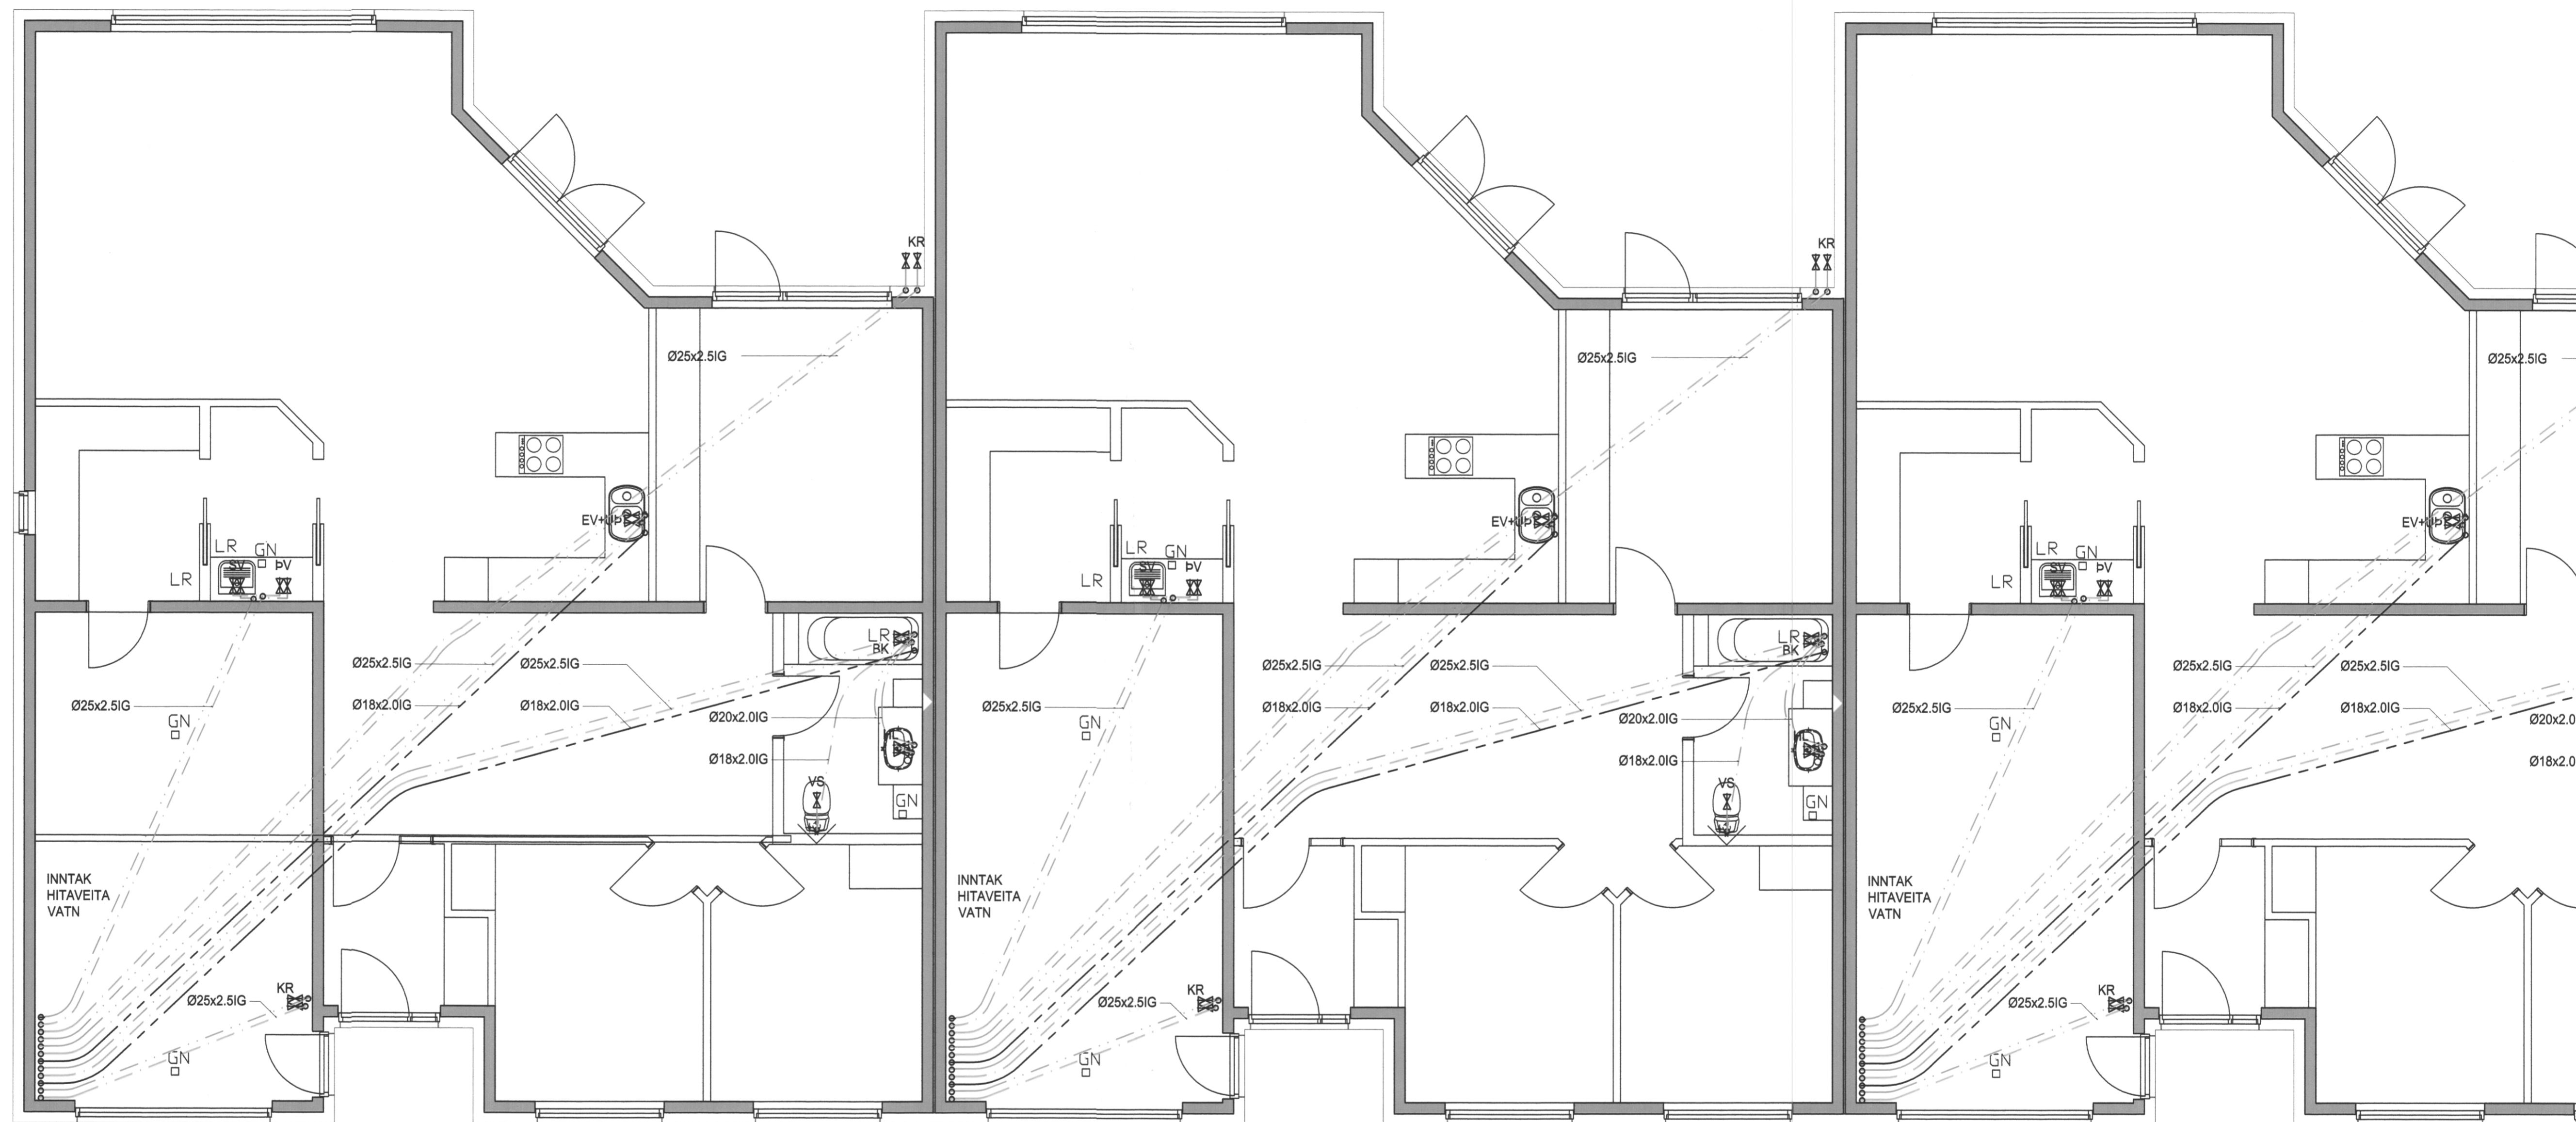 KR
Ø25x2.5IG
EV+UÞ
LR
GN
SV
ÞV
LR
Ø25x2.5IG
Ø25x2.5IG
LR
BK
Ø25x2.5IG
Ø18x2.0IG
Ø18x2.0IG
GN
Ø20x2.0IG
HL
Ø18x2.0IG
VS
GN
INNTAK
HITAVEITA
VATN
KR
Ø25x2.5IG
GN
KR
Ø25x2.5IG
EV+UÞ
LR
GN
SV
ÞV
LR
Ø25x2.5IG
Ø25x2.5IG
LR
BK
Ø25x2.5IG
Ø18x2.0IG
Ø18x2.0IG
GN
Ø20x2.0IG
HL
Ø18x2.0IG
VS
GN
INNTAK
HITAVEITA
VATN
KR
Ø25x2.5IG
GN
Ø25x2.5IG
EV+UÞ
LR
GN
SV
ÞV
LR
Ø25x2.5IG
Ø25x2.5IG
Ø25x2.5IG
Ø18x2.0IG
Ø18x2.0IG
GN
Ø20x2.0
Ø18x2.0
INNTAK
HITAVEITA
VATN
KR
Ø25x2.5IG
GN